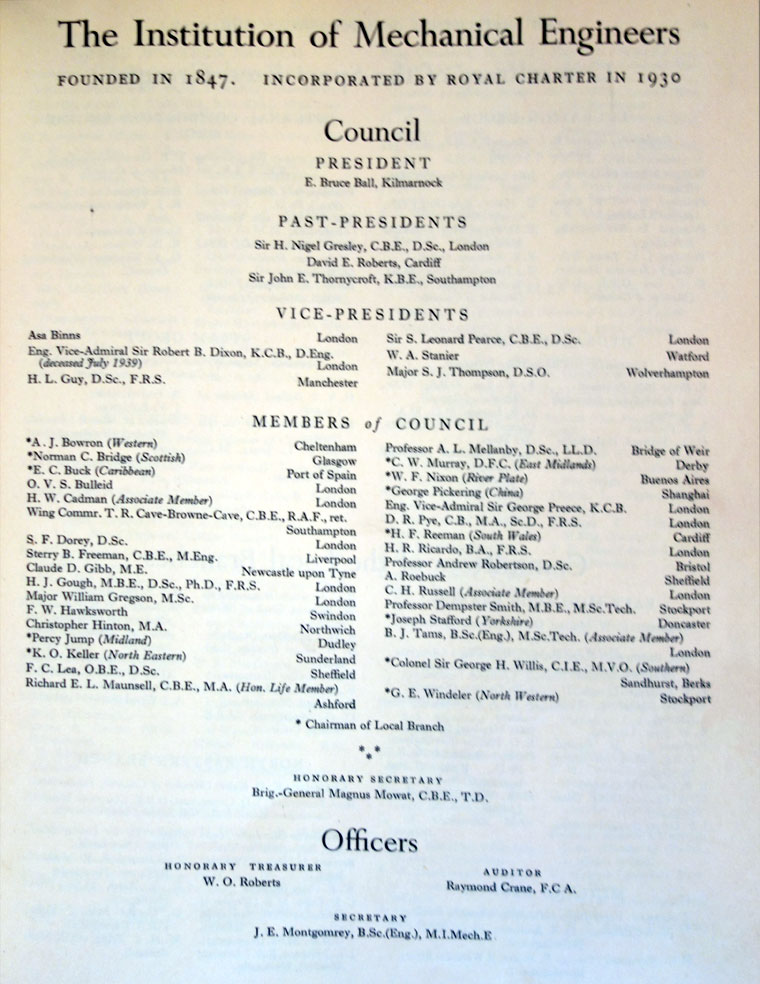 The Institution of Mechanical Engineers
FOUNDED IN 1847. INCORPORATED BY ROYAL CHARTER IN 1930
Council
PRESIDENT
E. Bruce Ball, Kilmarnock
PAST-PRESIDENTS
Sir H. Nigel Gresley, C.B.E., D.Sc., London
David E. Roberts, Cardiff
Sir John E. Thornycroft, K.B.E., Southampton
VICE-PRESIDENTS
Asa Binns London
Eng. Vice-Admiral Sir Robert B. Dixon, K.C.B., D.Eng.
(deceased July 1939) London
H. L. Guy, D.Sc., F.R.S. Manchester
Sir S. Leonard Pearce, C.B.E., D.Sc. London
W. A. Stanier Watford
Major S. J. Thompson, D.S.O. Wolverhampton
MEMBERS of COUNCIL
*A. J. Bowron (Western) Cheltenham
*Norman C. Bridge (Scottish) Glasgow
*E. C. Buck (Caribbean) Port of Spain
O. V. S. Bulleid London
H. W. Cadman (Associate Member) London
Wing Commr. T. R. Cave-Browne-Cave, C.B.E., R.A.F., ret.
Southampton
S. F. Dorey, D.Sc. London
Sterry B. Freeman, C.B.E., M.Eng. Liverpool
Claude D. Gibb, M.E. Newcastle upon Tyne
H. J. Gough, M.B.E., D.Sc., Ph.D., F.R.S. London
Major William Gregson, M.Sc. London
F. W. Hawksworth Swindon
Christopher Hinton, M.A. Northwich
*Percy Jump (Midland) Dudley
*K. O. Keller (North Eastern) Sunderland
F. C. Lea, O.B.E., D.Sc. Sheffield
Richard E. L. Maunsell, C.B.E., M.A. (Hon. Life Member)
Ashford
Professor A. L. Mellanby, D.Sc., LL.D. Bridge of Weir
*C. W. Murray, D.F.C. (East Midlands) Derby
*W. F. Nixon (River Plate) Buenos Aires
*George Pickering (China) Shanghai
Eng. Vice-Admiral Sir George Preece, K.C.B. London
D. R. Pye, C.B., M.A., Sc.D., F.R.S. London
*H. F. Reeman (South Wales) Cardiff
H. R. Ricardo, B.A., F.R.S. London
Professor Andrew Robertson, D.Sc. Bristol
A. Roebuck Sheffield
C. H. Russell (Associate Member) London
Professor Dempster Smith, M.B.E., M.Sc.Tech. Stockport
*Joseph Stafford (Yorkshire) Doncaster
B. J. Tams, B.Sc.(Eng.), M.Sc.Tech. (Associate Member)
London
*Colonel Sir George H. Willis, C.I.E., M.V.O. (Southern)
Sandhurst, Berks
*G. E. Windeler (North Western) Stockport
* Chairman of Local Branch
***
HONORARY SECRETARY
Brig.-General Magnus Mowat, C.B.E., T.D.
Officers
HONORARY TREASURER
W. O. Roberts
AUDITOR
Raymond Crane, F.C A.
SECRETARY
J. E. Montgomrey, B.Sc.(Eng.), M.I.Mech.E